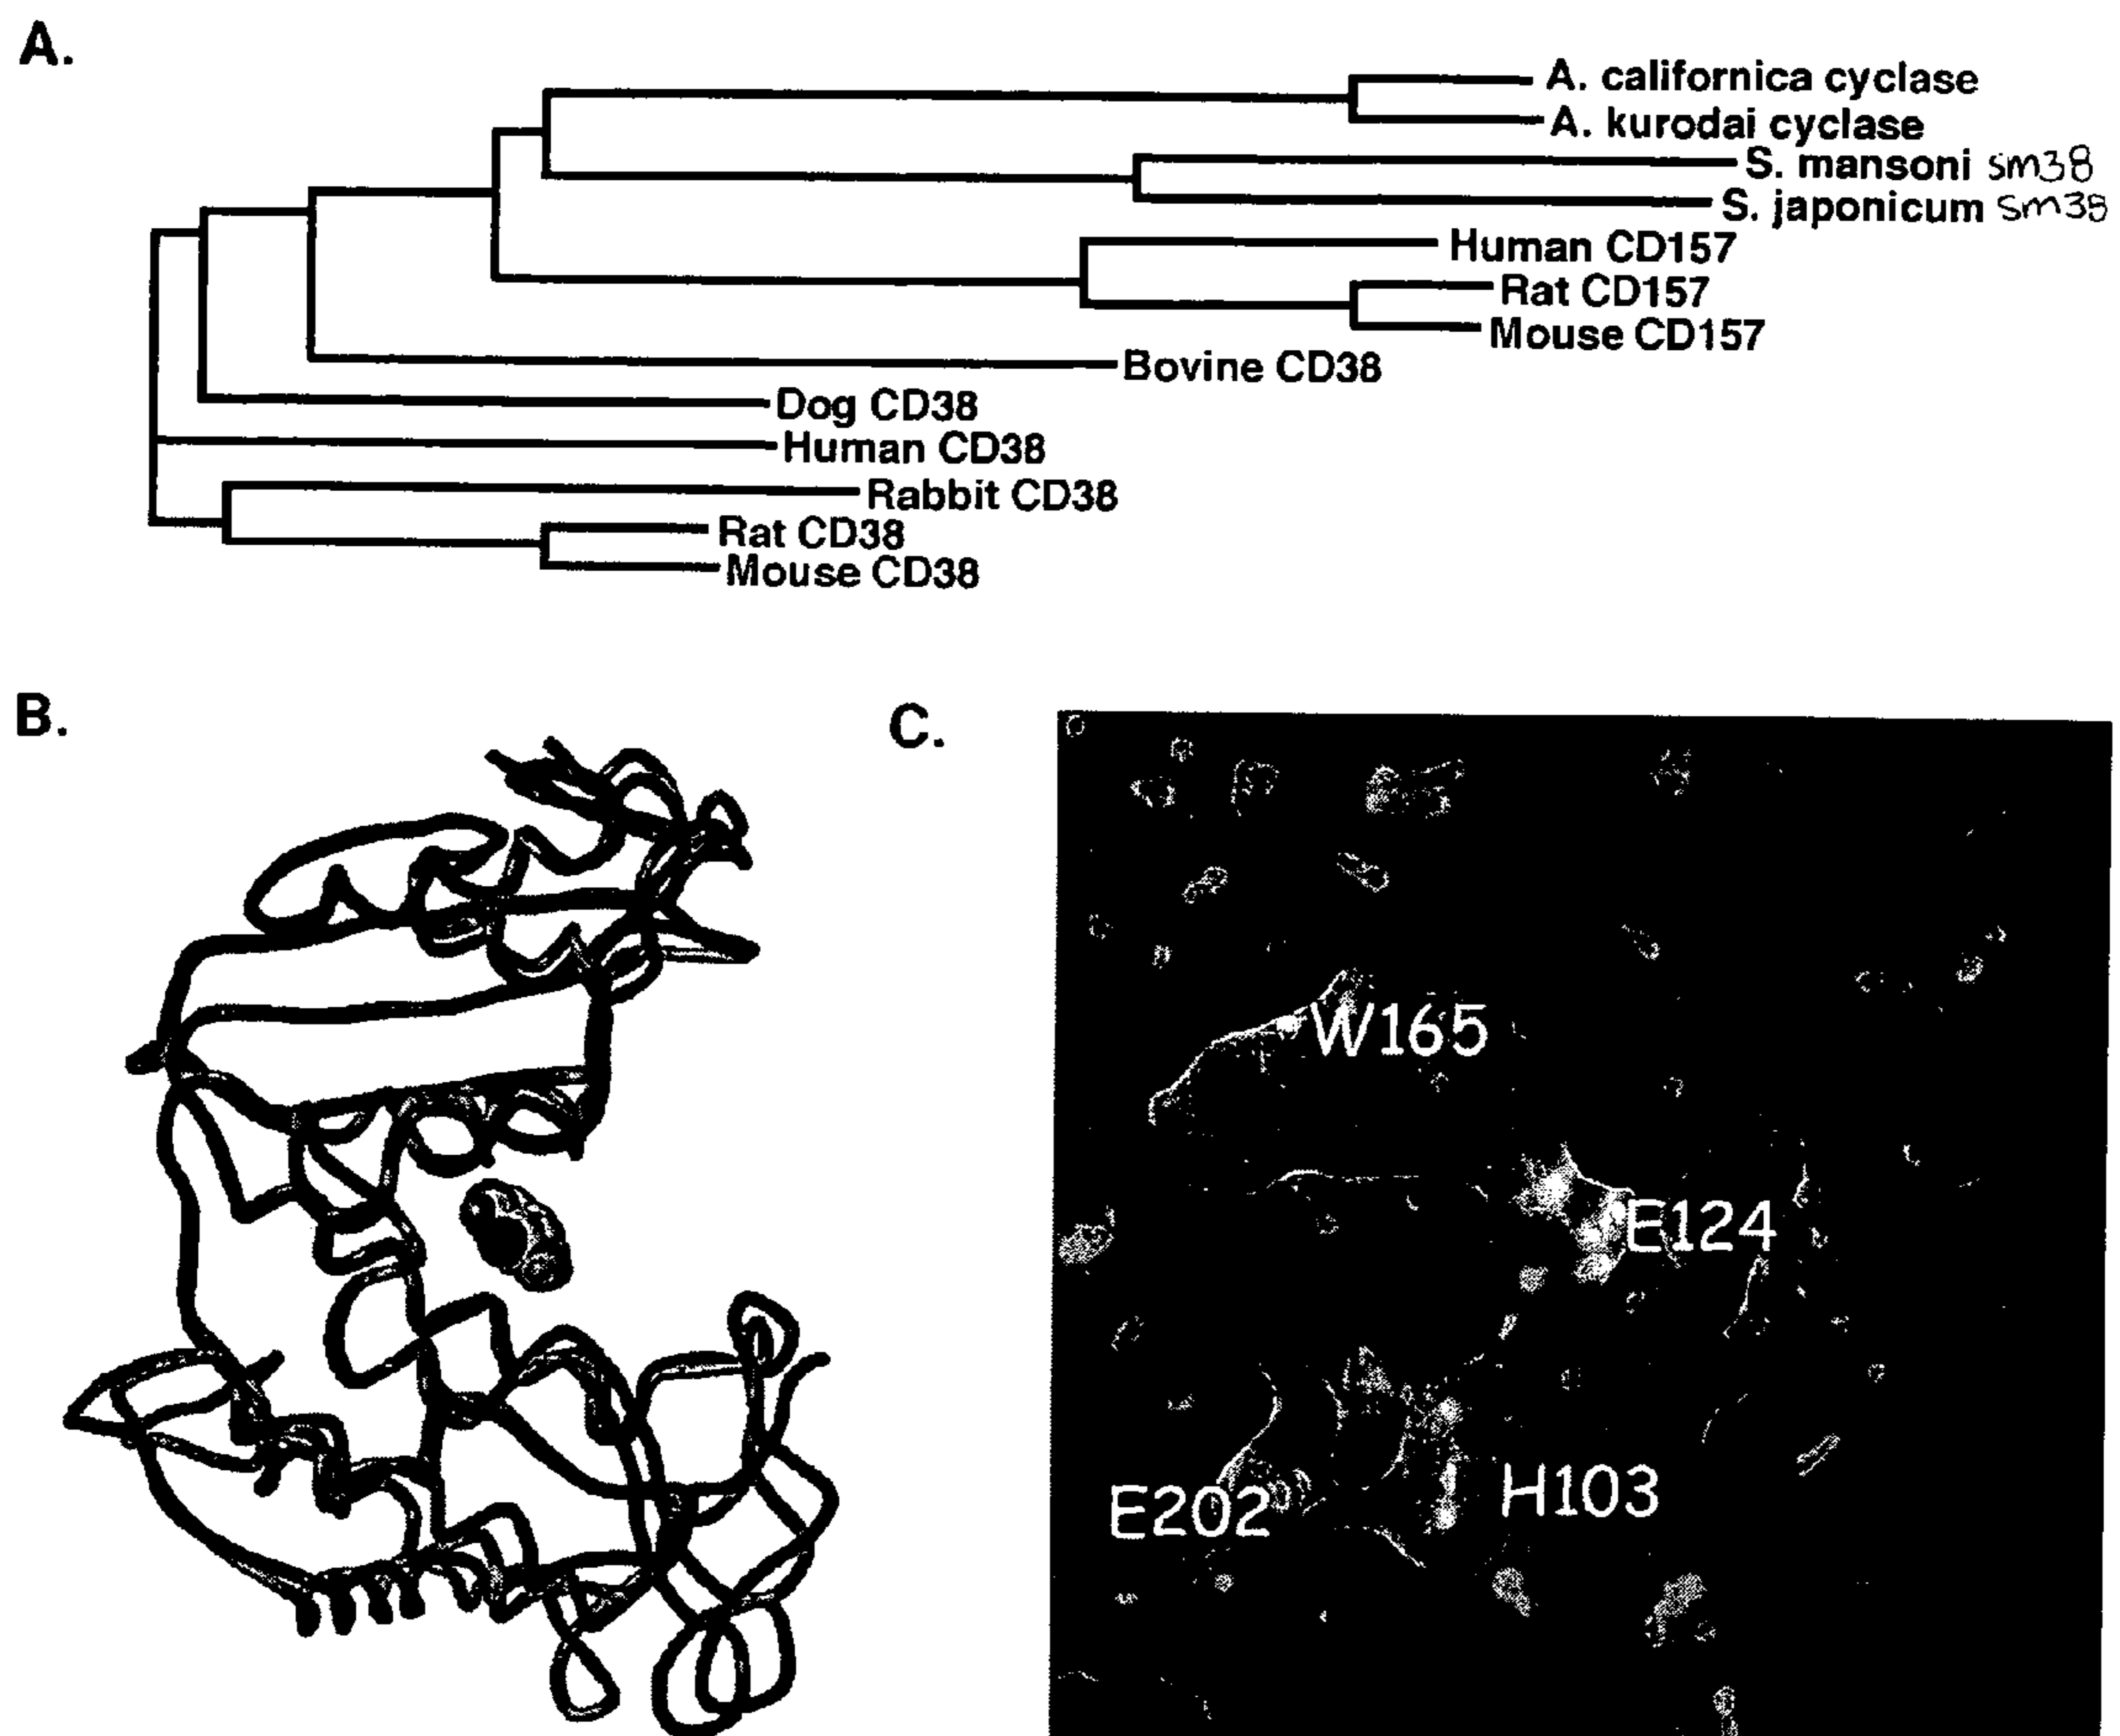 A.
A. californica cyclase
A. kurodai cyclase
S. mansoni sm38
S. japonicum sm38
Human CD157
Rat CD157
Mouse CD157
Bovine CD38
Dog CD38
Human CD38
Rabbit CD38
Rat CD38
Mouse CD38
B.
C.
W165
E124
E202
H103